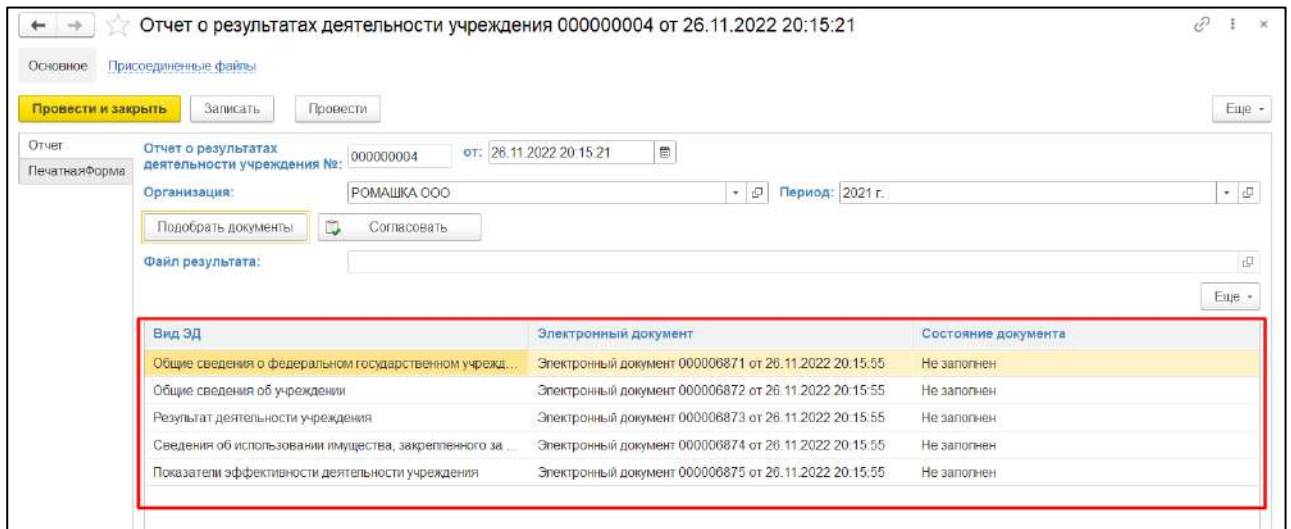 Отчет о результатах деятельности учреждения 000000004 от 26.11.2022 20:15:21
Основное Присоединенные файлы
Провести и закрыть Записать Провести Еще
Отчет
ПечатнаяФорма
Отчет о результатах
деятельности учреждения №: 000000004 от: 26.11.2022 20:15:21
Организация: РОМАШКА ООО Период: 2021 г.
Подобрать документы Согласовать
Файл результата:
Еще
Вид ЭД Электронный документ Состояние документа
Общие сведения о федеральном государственном учрежд... Электронный документ 000006871 от 26.11.2022 20:15:55 Не заполнен
Общие сведения об учреждении Электронный документ 000006872 от 26.11.2022 20:15:55 Не заполнен
Результат деятельности учреждения Электронный документ 000006873 от 26.11.2022 20:15:55 Не заполнен
Сведения об использовании имущества, закрепленного за ... Электронный документ 000006874 от 26.11.2022 20:15:55 Не заполнен
Показатели эффективности деятельности учреждения Электронный документ 000006875 от 26.11.2022 20:15:55 Не заполнен